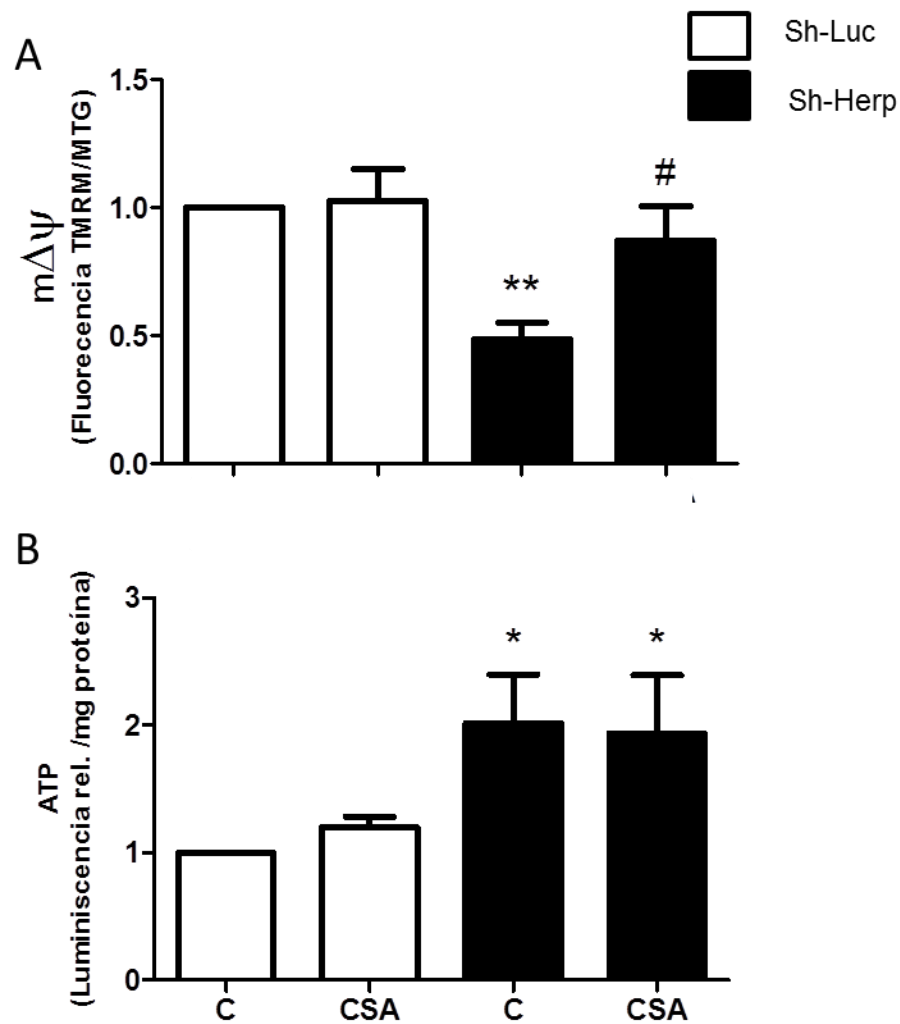 Sh-Luc
Sh-Herp
A
mΔψ
(Fluorecencia TMRM/MTG)
1.5
1.0
0.5
0.0
**
#
B
ATP
(Luminiscencia rel. /mg proteína)
3
2
1
0
*
*
C CSA C CSA